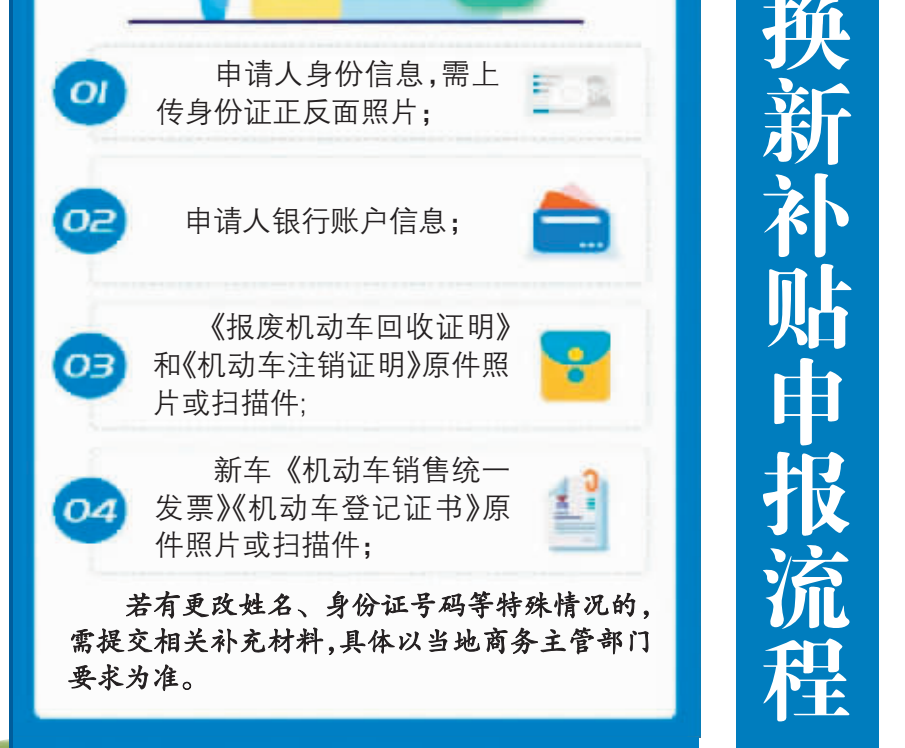 01
申请人身份信息,需上
传身份证正反面照片;
02
申请人银行账户信息;
03
《报废机动车回收证明》
和《机动车注销证明》原件照
片或扫描件;
04
新车《机动车销售统一
发票》《机动车登记证书》原
件照片或扫描件;
若有更改姓名、身份证号码等特殊情况的,
需提交相关补充材料,具体以当地商务主管部门
要求为准。
换新补贴申报流程